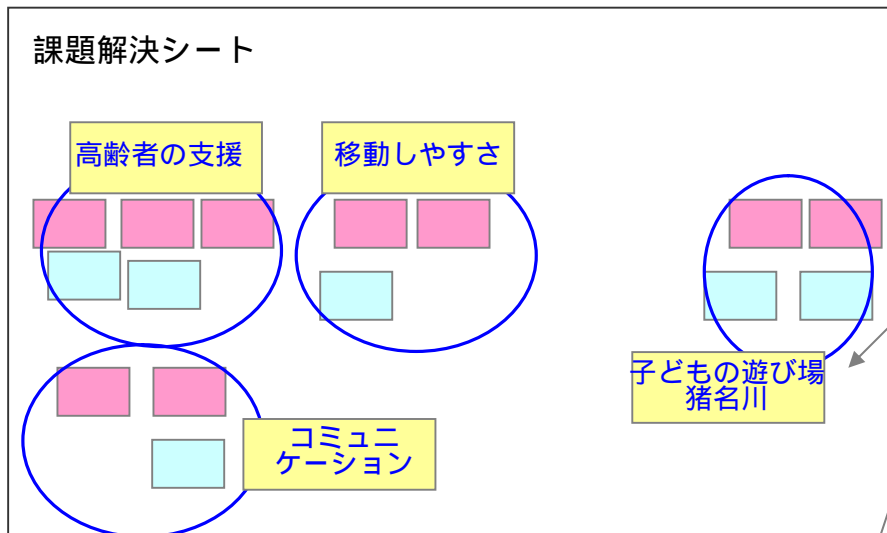 課題解決シート
高齢者の支援
移動しやすさ
子どもの遊び場
猪名川
コミュニ
ケーション